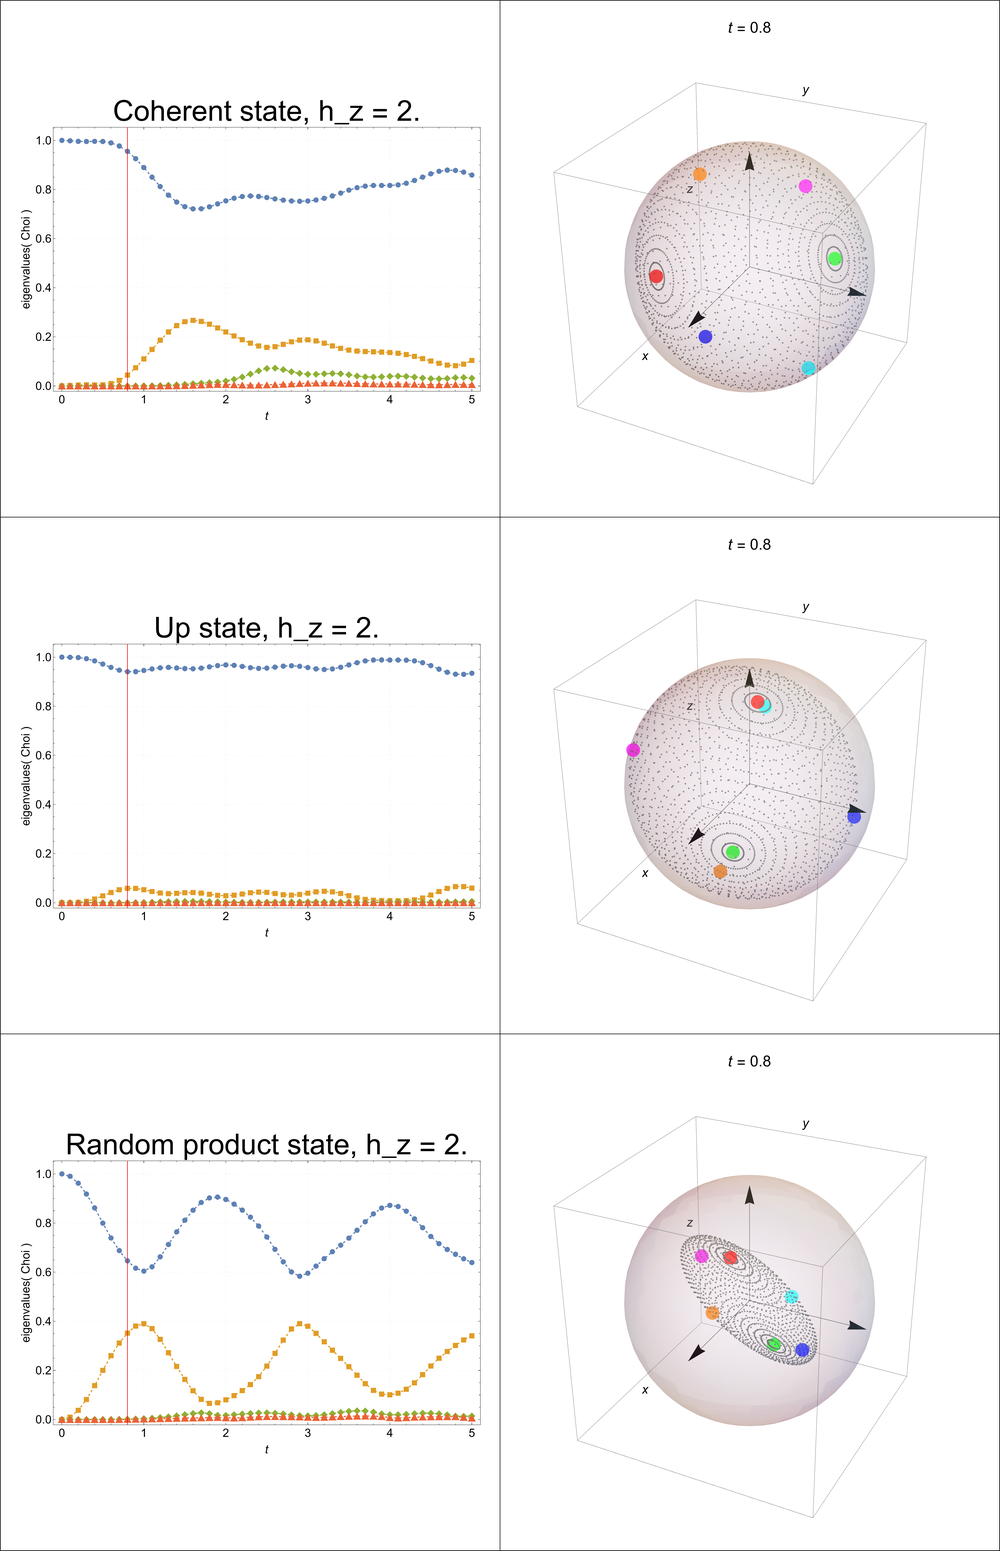 t = 0.8
Coherent state, h_z = 2.
eigenvalues( Choi )
1.0
0.8
0.6
0.4
0.2
0.0
0 1 2 3 4 5
t
y
z
x
t = 0.8
Up state, h_z = 2.
eigenvalues( Choi )
1.0
0.8
0.6
0.4
0.2
0.0
0 1 2 3 4 5
t
y
z
x
t = 0.8
Random product state, h_z = 2.
eigenvalues( Choi )
1.0
0.8
0.6
0.4
0.2
0.0
0 1 2 3 4 5
t
y
z
x